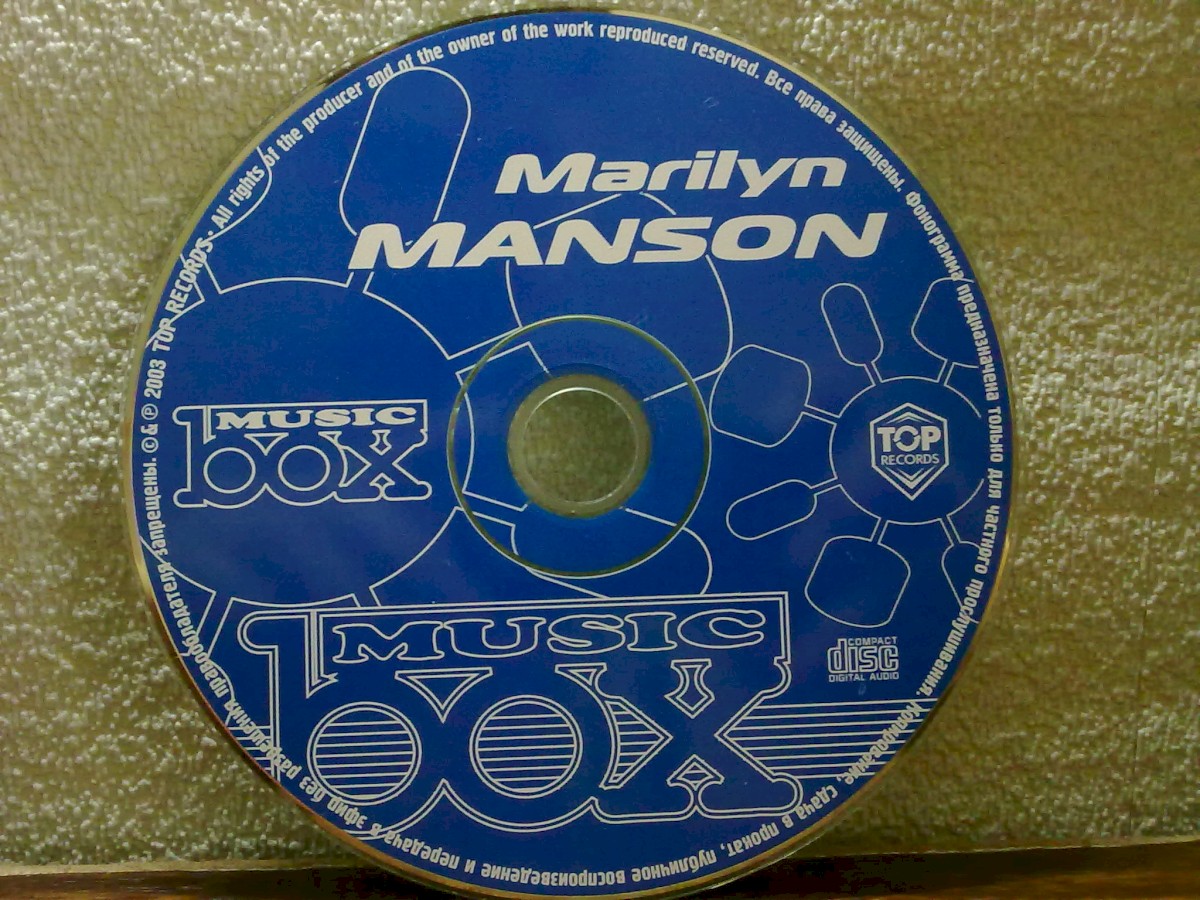 Marilyn
MANSON
MUSIC
box
TOP
RECORDS
MUSIC
box
COMPACT
disc
DIGITAL AUDIO
© & ℗ 2003 TOP RECORDS. All rights of the producer and of the owner of the work reproduced reserved. Все права защищены. Фонограмма предназначена только для частного прослушивания. Копирование, сдача в прокат, публичное воспроизведение и передача в эфир без разрешения правообладателя запрещены.